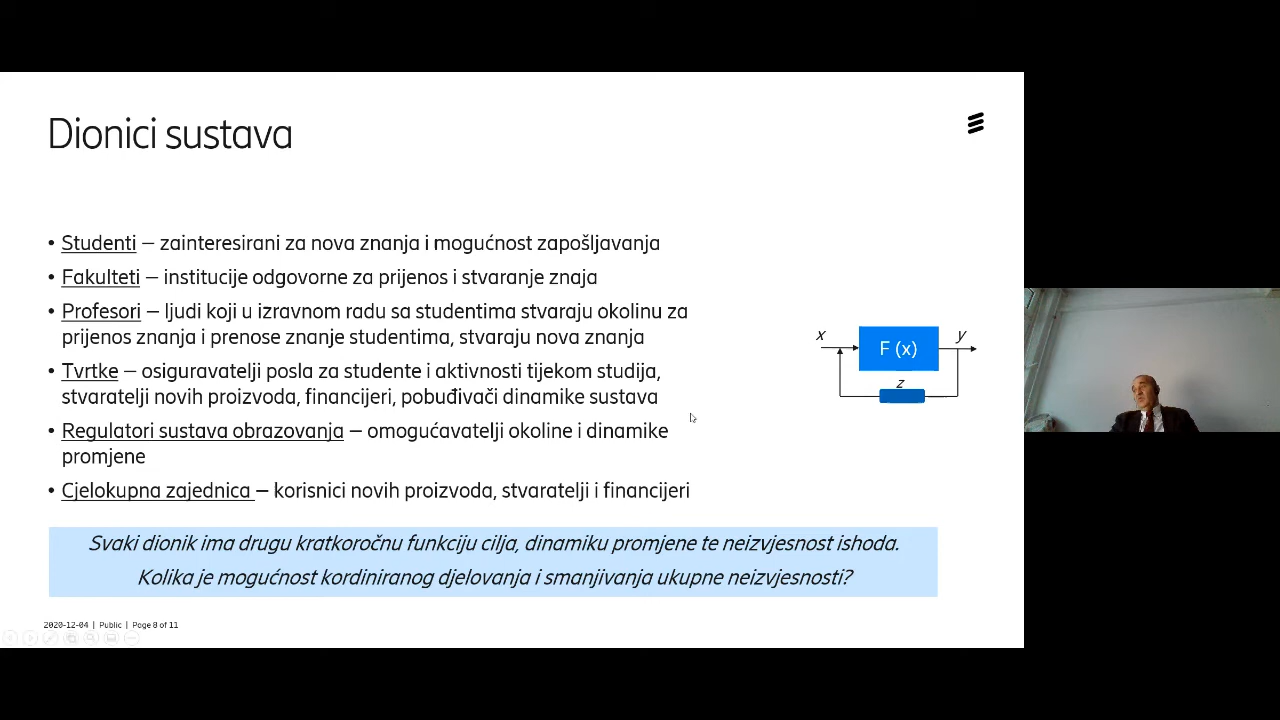 Dionici sustava
• Studenti – zainteresirani za nova znanja i mogućnost zapošljavanja
• Fakulteti – institucije odgovorne za prijenos i stvaranje znaja
• Profesori – ljudi koji u izravnom radu sa studentima stvaraju okolinu za
prijenos znanja i prenose znanje studentima, stvaraju nova znanja
• Tvrtke – osiguravatelji posla za studente i aktivnosti tijekom studija,
stvaratelji novih proizvoda, financijeri, pobuđivači dinamike sustava
• Regulatori sustava obrazovanja – omogućavatelji okoline i dinamike
promjene
• Cjelokupna zajednica – korisnici novih proizvoda, stvaratelji i financijeri
x
F (x)
y
z
Svaki dionik ima drugu kratkoročnu funkciju cilja, dinamiku promjene te neizvjesnost ishoda.
Kolika je mogućnost kordiniranog djelovanja i smanjivanja ukupne neizvjesnosti?
2020-12-04 | Public | Page 8 of 11